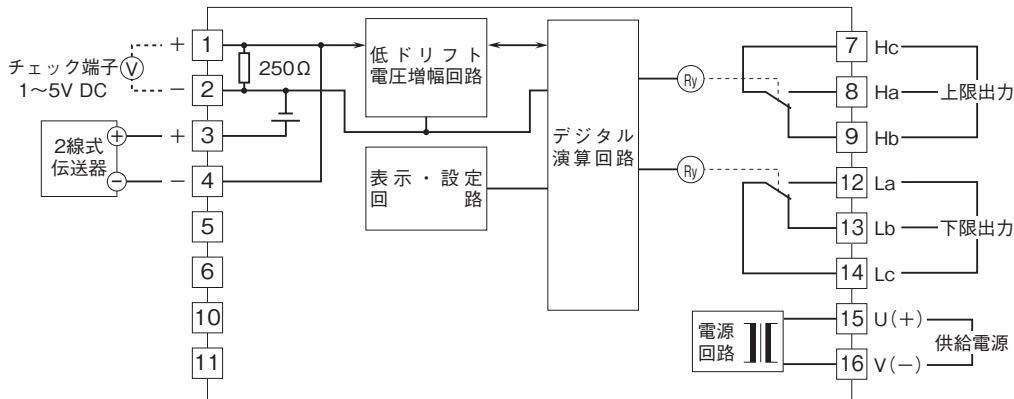 チェック端子
1～5V DC
V
+
−
1
2
250Ω
2線式
伝送器
+
−
+
−
3
4
5
6
10
11
低ドリフト
電圧増幅回路
表示・設定
回路
デジタル
演算回路
Ry
Ry
7 Hc
8 Ha
9 Hb
上限出力
12 La
13 Lb
14 Lc
下限出力
電源
回路
15 U(+)
16 V(−)
供給電源